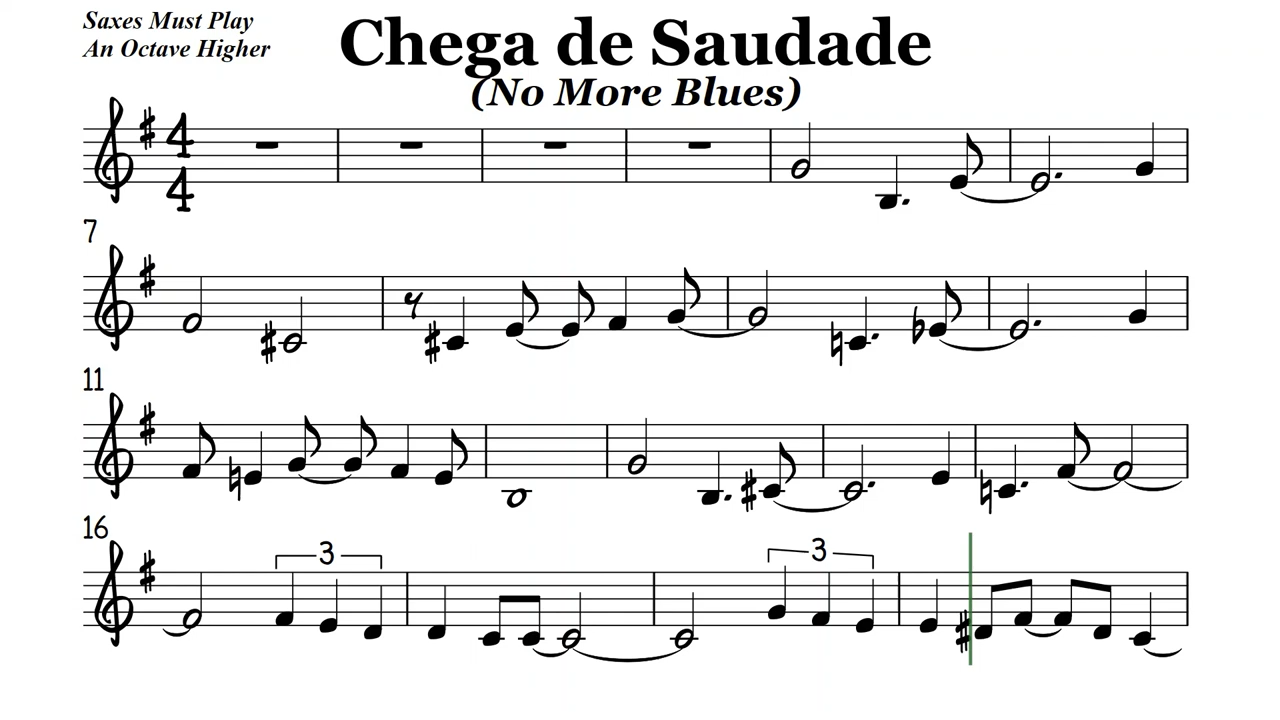 Saxes Must Play
An Octave Higher
Chega de Saudade
(No More Blues)
4
4
7
11
16
3
3